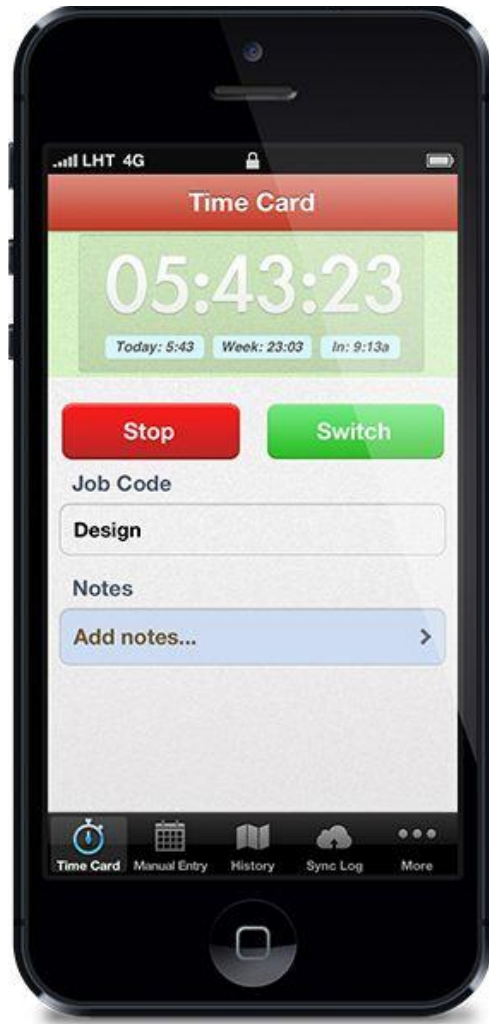 LHT 4G
Time Card
05:43:23
Today: 5:43 Week: 23:03 In: 9:13a
Stop Switch
Job Code
Design
Notes
Add notes...
Time Card Manual Entry History Sync Log More